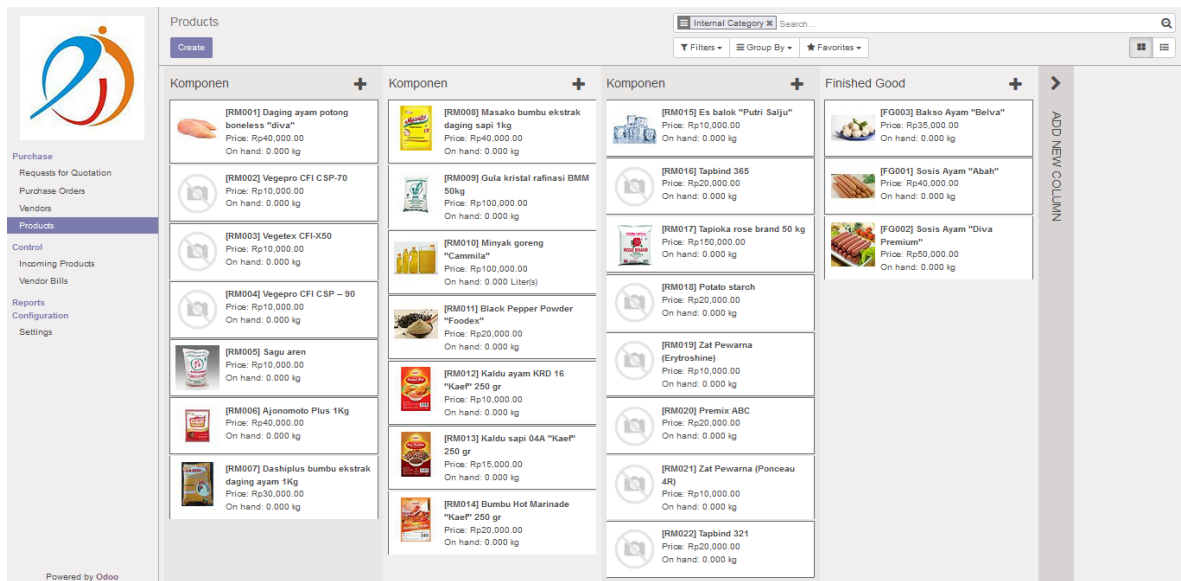 Products
Internal Category ✖ Search...
Create
Filters
Group By
Favorites
Purchase
Requests for Quotation
Purchase Orders
Vendors
Products
Control
Incoming Products
Vendor Bills
Reports
Configuration
Settings
Powered by Odoo
Komponen
[RM001] Daging ayam potong
boneless "diva"
Price: Rp40,000.00
On hand: 0.000 kg
[RM002] Vegepro CFI CSP-70
Price: Rp10,000.00
On hand: 0.000 kg
[RM003] Vegetex CFI-X50
Price: Rp10,000.00
On hand: 0.000 kg
[RM004] Vegepro CFI CSP – 90
Price: Rp10,000.00
On hand: 0.000 kg
[RM005] Sagu aren
Price: Rp10,000.00
On hand: 0.000 kg
[RM006] Ajonomoto Plus 1Kg
Price: Rp40,000.00
On hand: 0.000 kg
[RM007] Dashiplus bumbu ekstrak
daging ayam 1Kg
Price: Rp30,000.00
On hand: 0.000 kg
Komponen
[RM008] Masako bumbu ekstrak
daging sapi 1kg
Price: Rp40,000.00
On hand: 0.000 kg
Masako
[RM009] Gula kristal rafinasi BMM
50kg
Price: Rp100,000.00
On hand: 0.000 kg
[RM010] Minyak goreng
"Cammila"
Price: Rp100,000.00
On hand: 0.000 Liter(s)
[RM011] Black Pepper Powder
"Foodex"
Price: Rp20,000.00
On hand: 0.000 kg
[RM012] Kaldu ayam KRD 16
"Kaef" 250 gr
Price: Rp10,000.00
On hand: 0.000 kg
[RM013] Kaldu sapi 04A "Kaef"
250 gr
Price: Rp15,000.00
On hand: 0.000 kg
[RM014] Bumbu Hot Marinade
"Kaef" 250 gr
Price: Rp20,000.00
On hand: 0.000 kg
Komponen
[RM015] Es balok "Putri Salju"
Price: Rp10,000.00
On hand: 0.000 kg
[RM016] Tapbind 365
Price: Rp20,000.00
On hand: 0.000 kg
[RM017] Tapioka rose brand 50 kg
Price: Rp150,000.00
On hand: 0.000 kg
ROSE BRAND
[RM018] Potato starch
Price: Rp20,000.00
On hand: 0.000 kg
[RM019] Zat Pewarna
(Erytroshine)
Price: Rp10,000.00
On hand: 0.000 kg
[RM020] Premix ABC
Price: Rp20,000.00
On hand: 0.000 kg
[RM021] Zat Pewarna (Ponceau
4R)
Price: Rp10,000.00
On hand: 0.000 kg
[RM022] Tapbind 321
Price: Rp20,000.00
On hand: 0.000 kg
Finished Good
[FG003] Bakso Ayam "Belva"
Price: Rp35,000.00
On hand: 0.000 kg
[FG001] Sosis Ayam "Abah"
Price: Rp40,000.00
On hand: 0.000 kg
[FG002] Sosis Ayam "Diva
Premium"
Price: Rp50,000.00
On hand: 0.000 kg
ADD NEW COLUMN